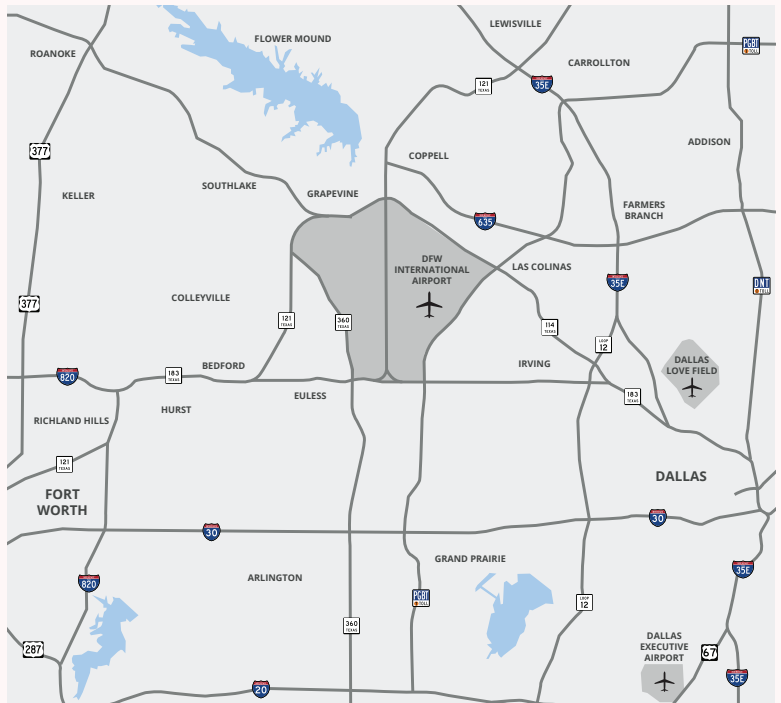 LEWISVILLE
FLOWER MOUND
PGBT
TOLL
ROANOKE
CARROLLTON
121
TEXAS
35E
ADDISON
377
COPPELL
SOUTHLAKE
GRAPEVINE
KELLER
FARMERS
BRANCH
635
DFW
INTERNATIONAL
AIRPORT
LAS COLINAS
35E
DNT
TOLL
COLLEYVILLE
377
121
TEXAS
360
TEXAS
114
TEXAS
LOOP
12
DALLAS
LOVE FIELD
BEDFORD
IRVING
820
183
TEXAS
EULESS
183
TEXAS
HURST
RICHLAND HILLS
121
TEXAS
DALLAS
FORT
WORTH
30
30
GRAND PRAIRIE
35E
ARLINGTON
820
PGBT
TOLL
LOOP
12
360
TEXAS
287
DALLAS
EXECUTIVE
AIRPORT
67
35E
20